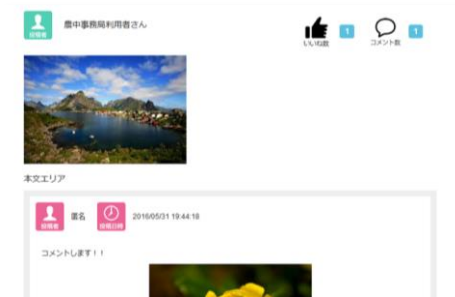 投稿者
農中事務局利用者さん
いいね数
1
コメント数
1
本文エリア
投稿者
匿名
投稿日時
2016/05/31 19:44:18
コメントします！！